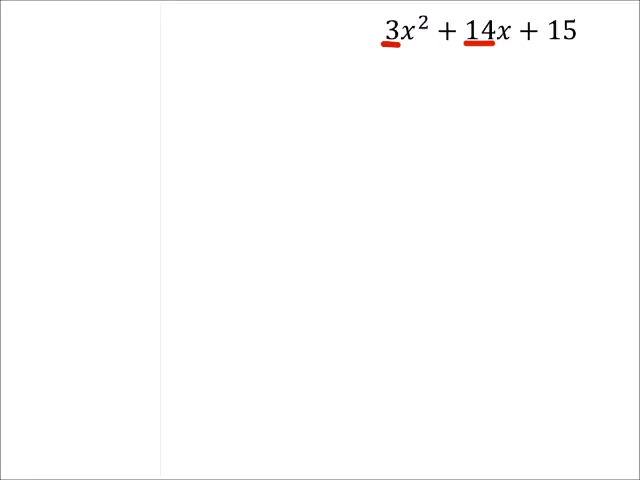 3x² + 14x + 15